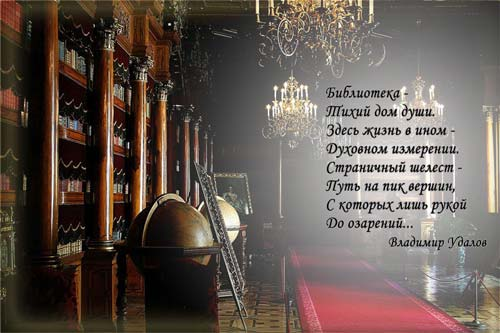 Библиотека -
Тихий дом души.
Здесь жизнь в ином -
Духовном измерении.
Страничный шелест -
Путь на пик вершин,
С которых лишь рукой
До озарений...
Владимир Удалов